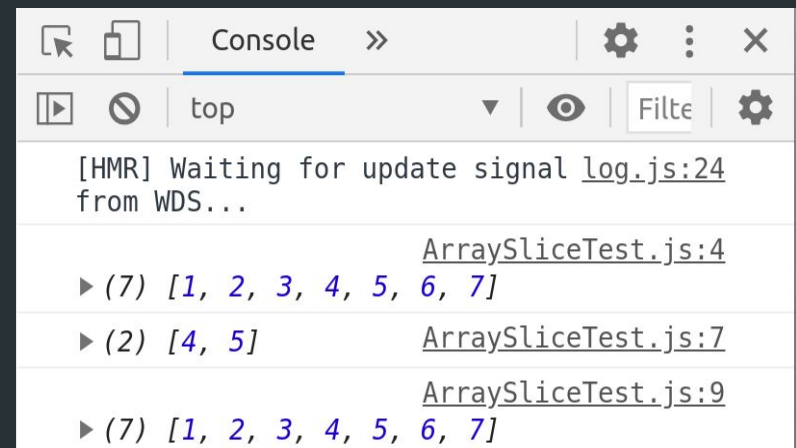 Console »
top Filte
[HMR] Waiting for update signal log.js:24
from WDS...
ArraySliceTest.js:4
(7) [1, 2, 3, 4, 5, 6, 7]
(2) [4, 5] ArraySliceTest.js:7
ArraySliceTest.js:9
(7) [1, 2, 3, 4, 5, 6, 7]